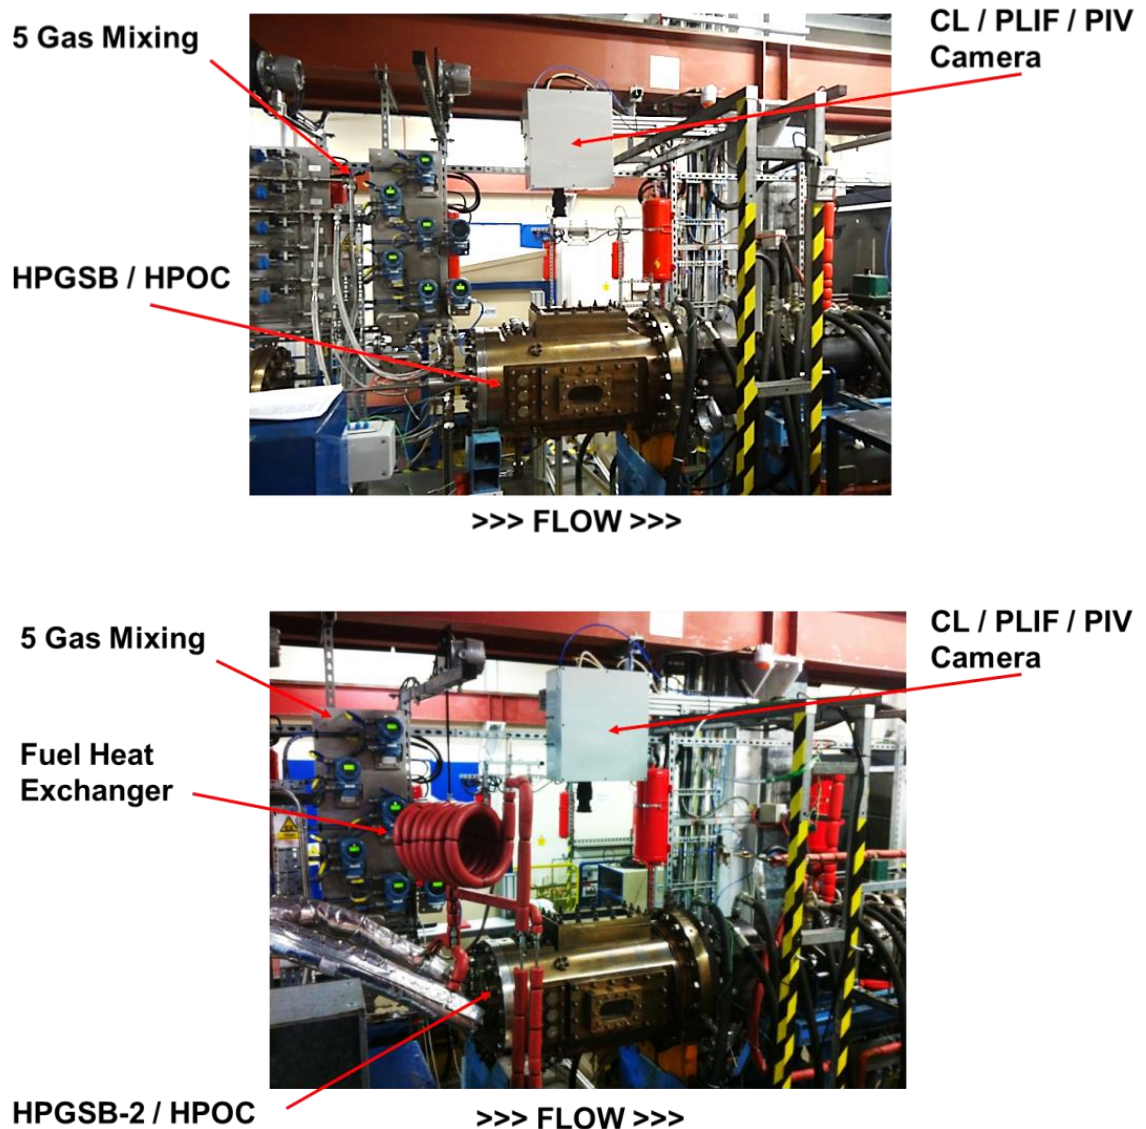 5 Gas Mixing
CL / PLIF / PIV
Camera
HPGSB / HPOC
>>> FLOW >>>
5 Gas Mixing
CL / PLIF / PIV
Camera
Fuel Heat
Exchanger
HPGSB-2 / HPOC
>>> FLOW >>>